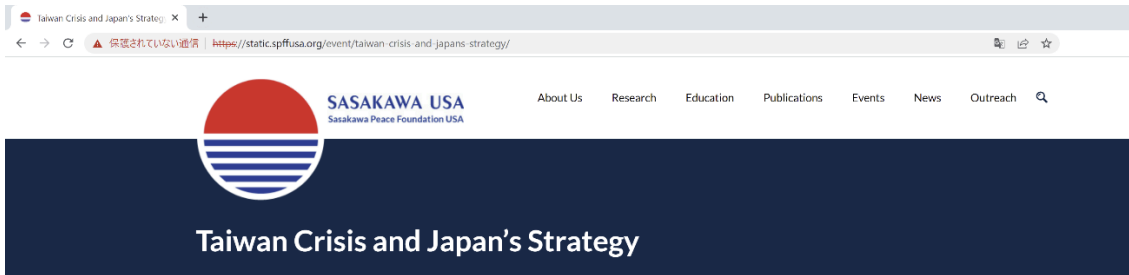 Taiwan Crisis and Japan's Strateg
保護されていない通信 | https://static.spffusa.org/event/taiwan-crisis-and-japans-strategy/
SASAKAWA USA
Sasakawa Peace Foundation USA
About Us Research Education Publications Events News Outreach
Taiwan Crisis and Japan’s Strategy